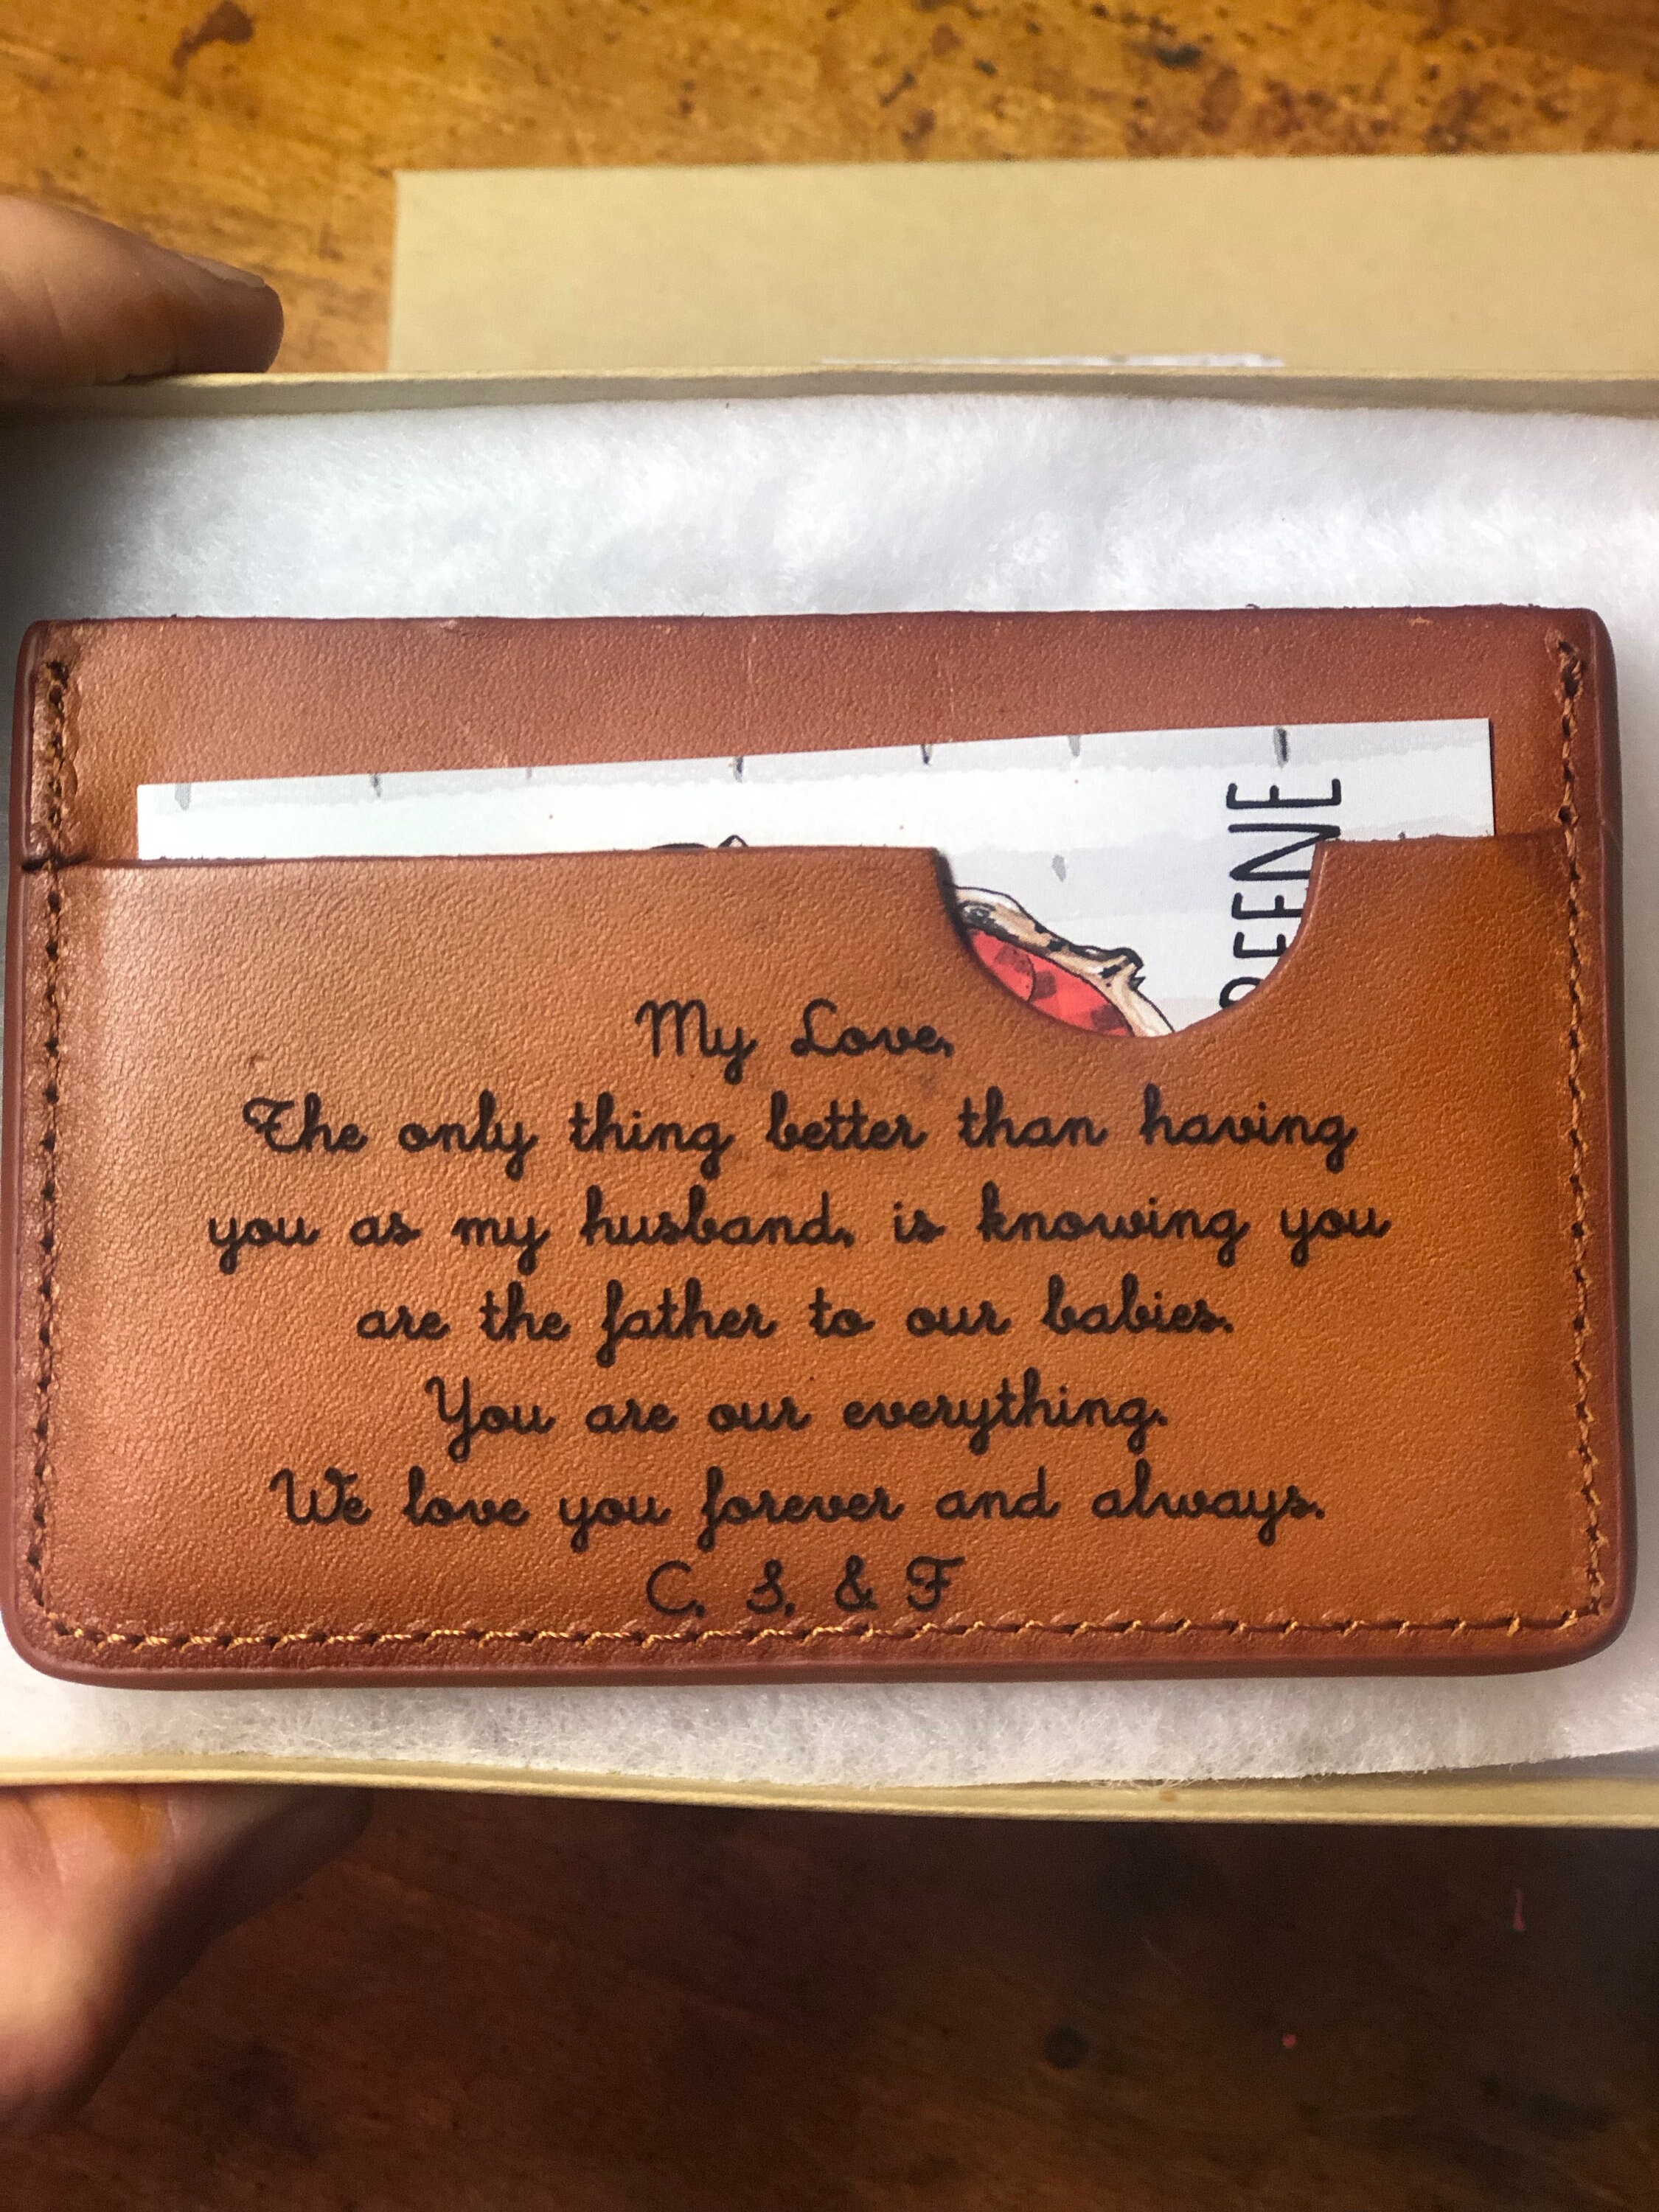 My Love,
The only thing better than having
you as my husband, is knowing you
are the father to our babies.
You are our everything.
We love you forever and always.
C, S, & F